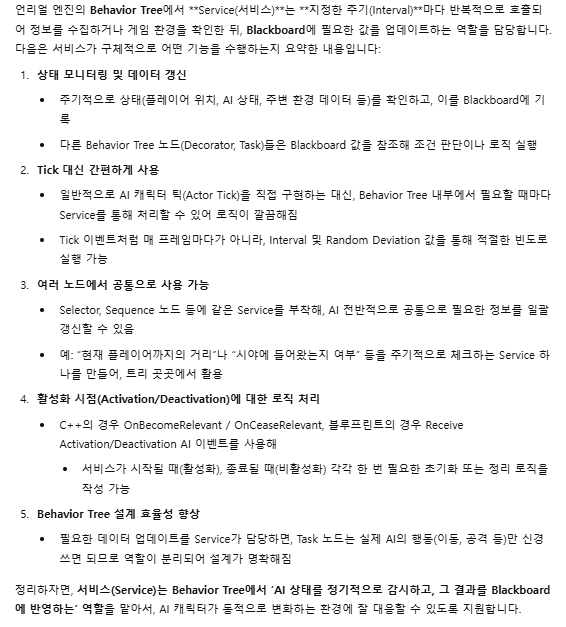 언리얼 엔진의 Behavior Tree에서 **Service(서비스)**는 **지정한 주기(Interval)**마다 반복적으로 호출되
어 정보를 수집하거나 게임 환경을 확인한 뒤, Blackboard에 필요한 값을 업데이트하는 역할을 담당합니다.
다음은 서비스가 구체적으로 어떤 기능을 수행하는지 요약한 내용입니다:
1. 상태 모니터링 및 데이터 갱신
• 주기적으로 상태(플레이어 위치, AI 상태, 주변 환경 데이터 등)를 확인하고, 이를 Blackboard에 기
록
• 다른 Behavior Tree 노드(Decorator, Task)들은 Blackboard 값을 참조해 조건 판단이나 로직 실행
2. Tick 대신 간편하게 사용
• 일반적으로 AI 캐릭터 틱(Actor Tick)을 직접 구현하는 대신, Behavior Tree 내부에서 필요할 때마다
Service를 통해 처리할 수 있어 로직이 깔끔해짐
• Tick 이벤트처럼 매 프레임마다가 아니라, Interval 및 Random Deviation 값을 통해 적절한 빈도로
실행 가능
3. 여러 노드에서 공통으로 사용 가능
• Selector, Sequence 노드 등에 같은 Service를 부착해, AI 전반적으로 공통으로 필요한 정보를 일괄
갱신할 수 있음
• 예: “현재 플레이어까지의 거리”나 “시야에 들어왔는지 여부” 등을 주기적으로 체크하는 Service 하
나를 만들어, 트리 곳곳에서 활용
4. 활성화 시점(Activation/Deactivation)에 대한 로직 처리
• C++의 경우 OnBecomeRelevant / OnCeaseRelevant, 블루프린트의 경우 Receive
Activation/Deactivation AI 이벤트를 사용해
▪ 서비스가 시작될 때(활성화), 종료될 때(비활성화) 각각 한 번 필요한 초기화 또는 정리 로직을
작성 가능
5. Behavior Tree 설계 효율성 향상
• 필요한 데이터 업데이트를 Service가 담당하면, Task 노드는 실제 AI의 행동(이동, 공격 등)만 신경
쓰면 되므로 역할이 분리되어 설계가 명확해짐
정리하자면, 서비스(Service)는 Behavior Tree에서 ‘AI 상태를 정기적으로 감시하고, 그 결과를 Blackboard
에 반영하는’ 역할을 맡아서, AI 캐릭터가 동적으로 변화하는 환경에 잘 대응할 수 있도록 지원합니다.